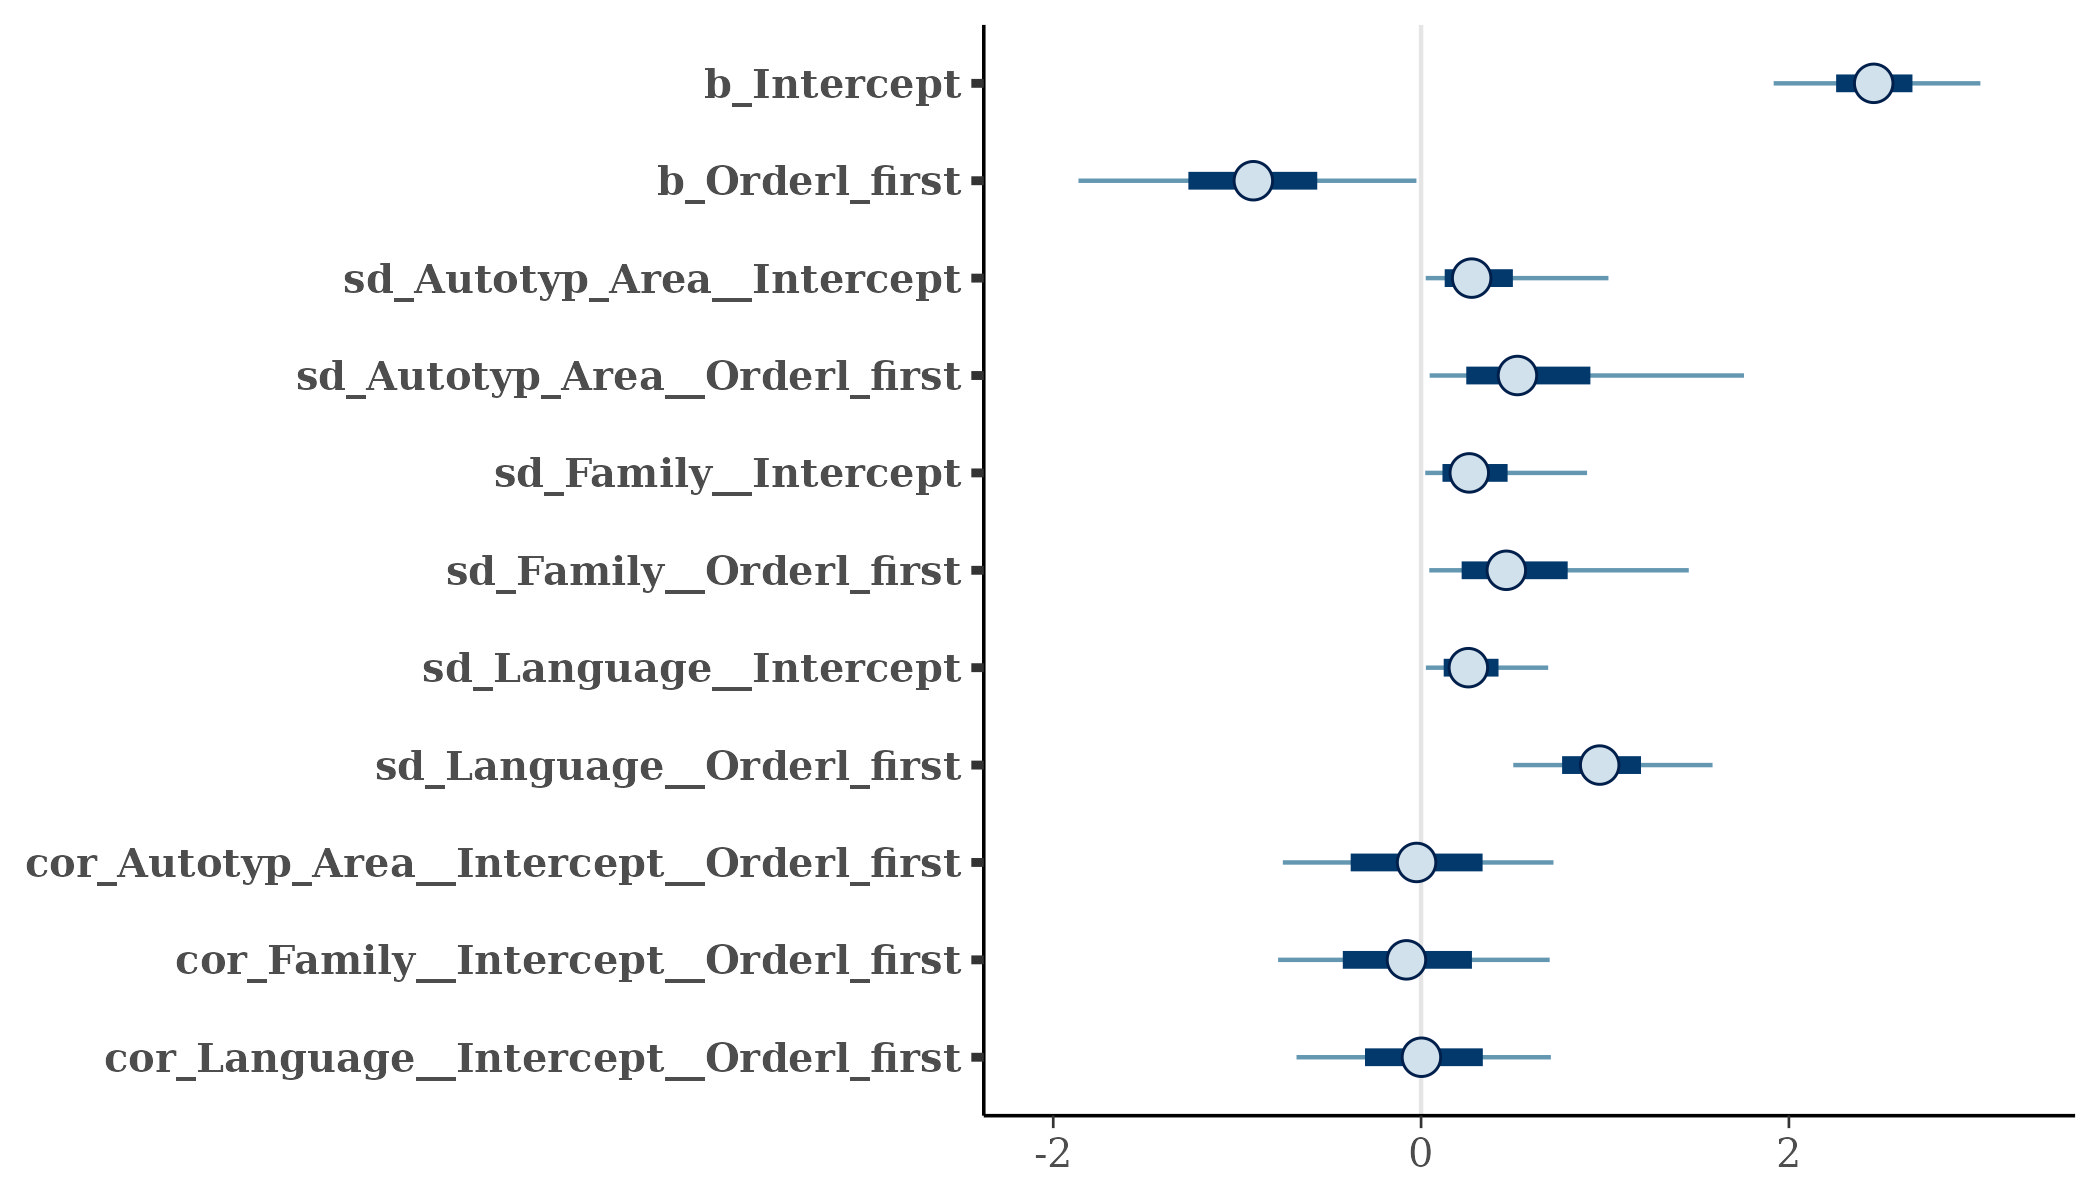 b_Intercept
b_Orderl_first
sd_Autotyp_Area__Intercept
sd_Autotyp_Area__Orderl_first
sd_Family__Intercept
sd_Family__Orderl_first
sd_Language__Intercept
sd_Language__Orderl_first
cor_Autotyp_Area__Intercept__Orderl_first
cor_Family__Intercept__Orderl_first
cor_Language__Intercept__Orderl_first
-2 0 2